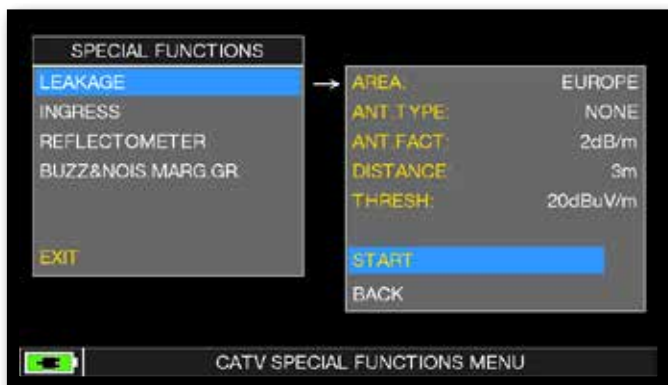 SPECIAL FUNCTIONS
LEAKAGE
INGRESS
REFLECTOMETER
BUZZ&NOIS.MARG.GR.
EXIT
→
AREA: EUROPE
ANT.TYPE: NONE
ANT.FACT: 2dB/m
DISTANCE: 3m
THRESH: 20dBuV/m
START
BACK
CATV SPECIAL FUNCTIONS MENU